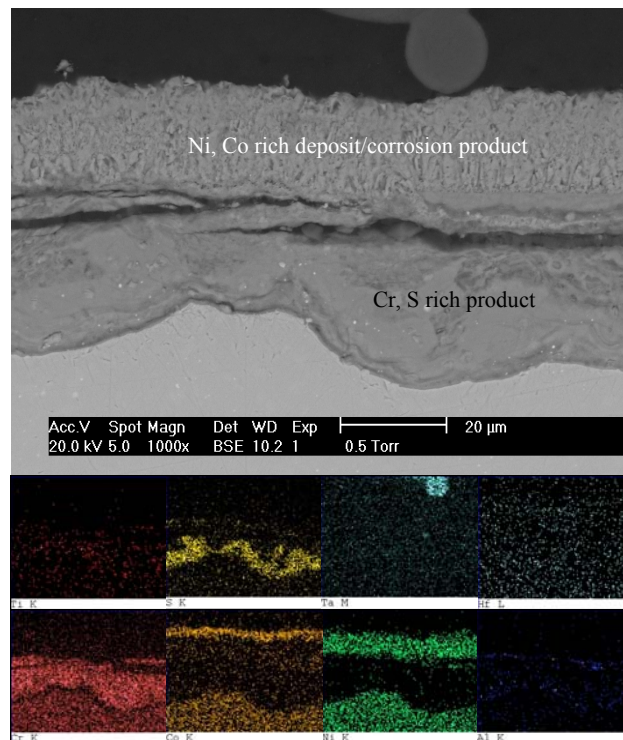 Ni, Co rich deposit/corrosion product
Cr, S rich product
Acc.V Spot Magn Det WD Exp 20 µm
20.0 kV 5.0 1000x BSE 10.2 1 0.5 Torr
Ti K S K Ta M Hf L
Cr K Co K Ni K Al K